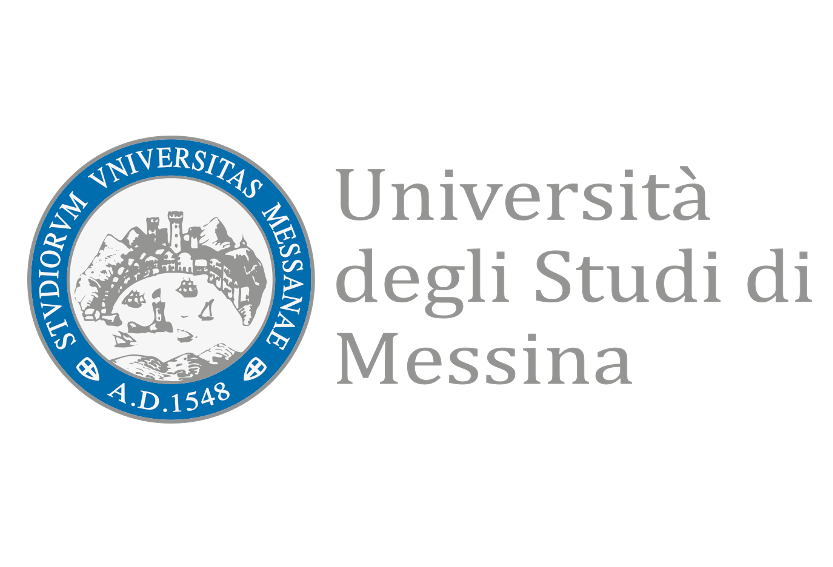 STVDIORVM VNIVERSITAS MESSANAE
A.D.1548
Università
degli Studi di
Messina